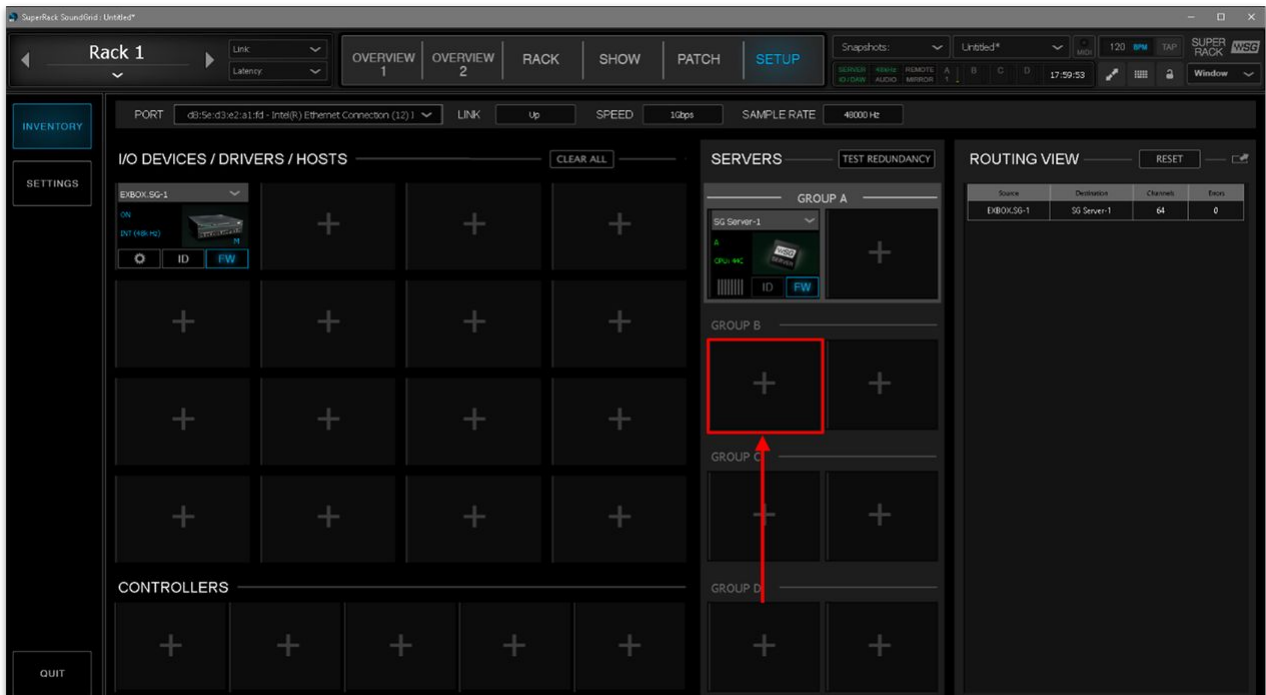 SuperRack SoundGrid : Untitled*
Rack 1
Link:
Latency:
OVERVIEW 1
OVERVIEW 2
RACK
SHOW
PATCH
SETUP
Snapshots:
Untitled*
MIDI
120 BPM TAP
SUPER RACK WSG
SERVER 48kHz REMOTE A B C D
IO/DAW AUDIO MIRROR 1
17:59:53
Window
INVENTORY
SETTINGS
QUIT
PORT d8:5e:d3:e2:a1:fd - Intel(R) Ethernet Connection (12) I LINK Up SPEED 1Gbps SAMPLE RATE 48000 Hz
I/O DEVICES / DRIVERS / HOSTS CLEAR ALL
EXBOX.SG-1
ON
INT (48k Hz)
M
ID FW
CONTROLLERS
SERVERS TEST REDUNDANCY
GROUP A
SG Server-1
A
WSG
SERVER
ID FW
GROUP B
GROUP C
GROUP D
ROUTING VIEW RESET
Source Destination Channels Errors
EXBOX.SG-1 SG Server-1 64 0